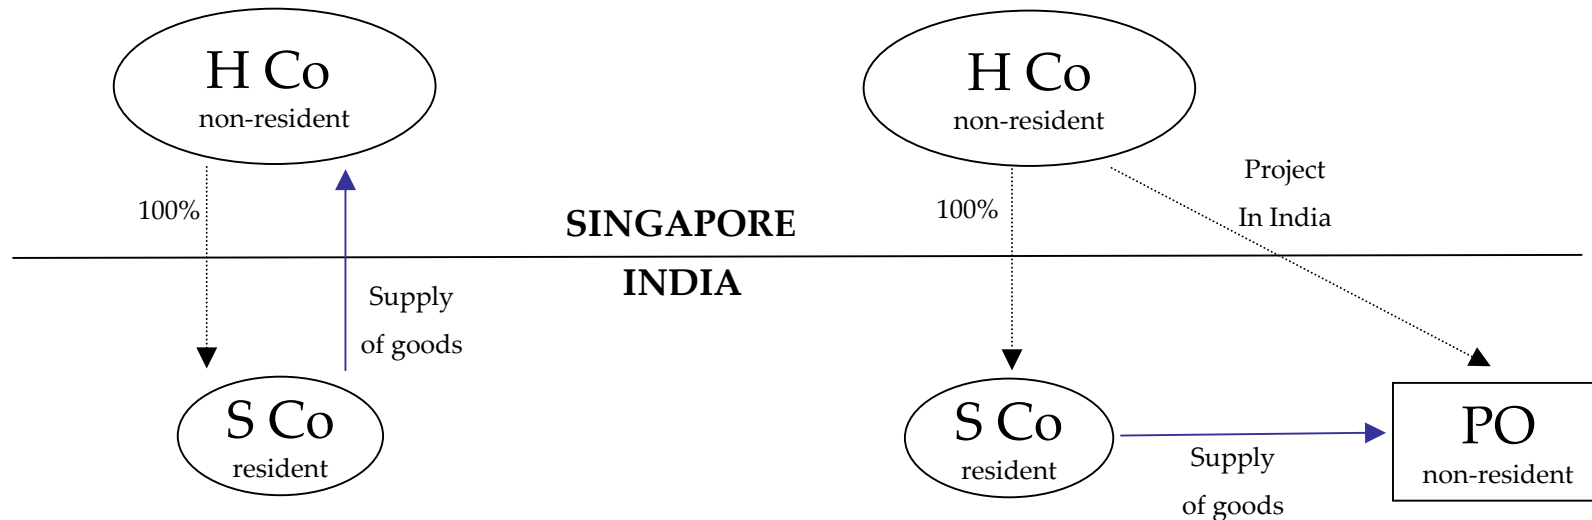 H Co
non-resident
100%
Supply
of goods
S Co
resident
SINGAPORE
INDIA
H Co
non-resident
100%
Project
In India
S Co
resident
Supply
of goods
PO
non-resident